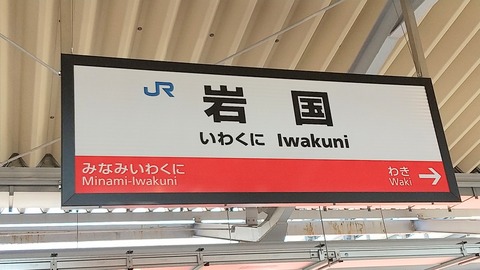 JR 岩国
いわくに Iwakuni
みなみいわくに わき
Minami-Iwakuni Waki →